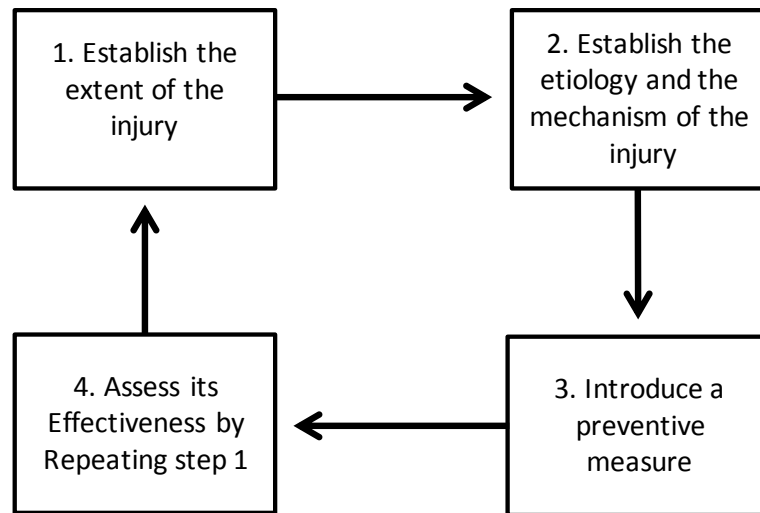 1. Establish the
extent of the
injury
2. Establish the
etiology and the
mechanism of the
injury
3. Introduce a
preventive
measure
4. Assess its
Effectiveness by
Repeating step 1